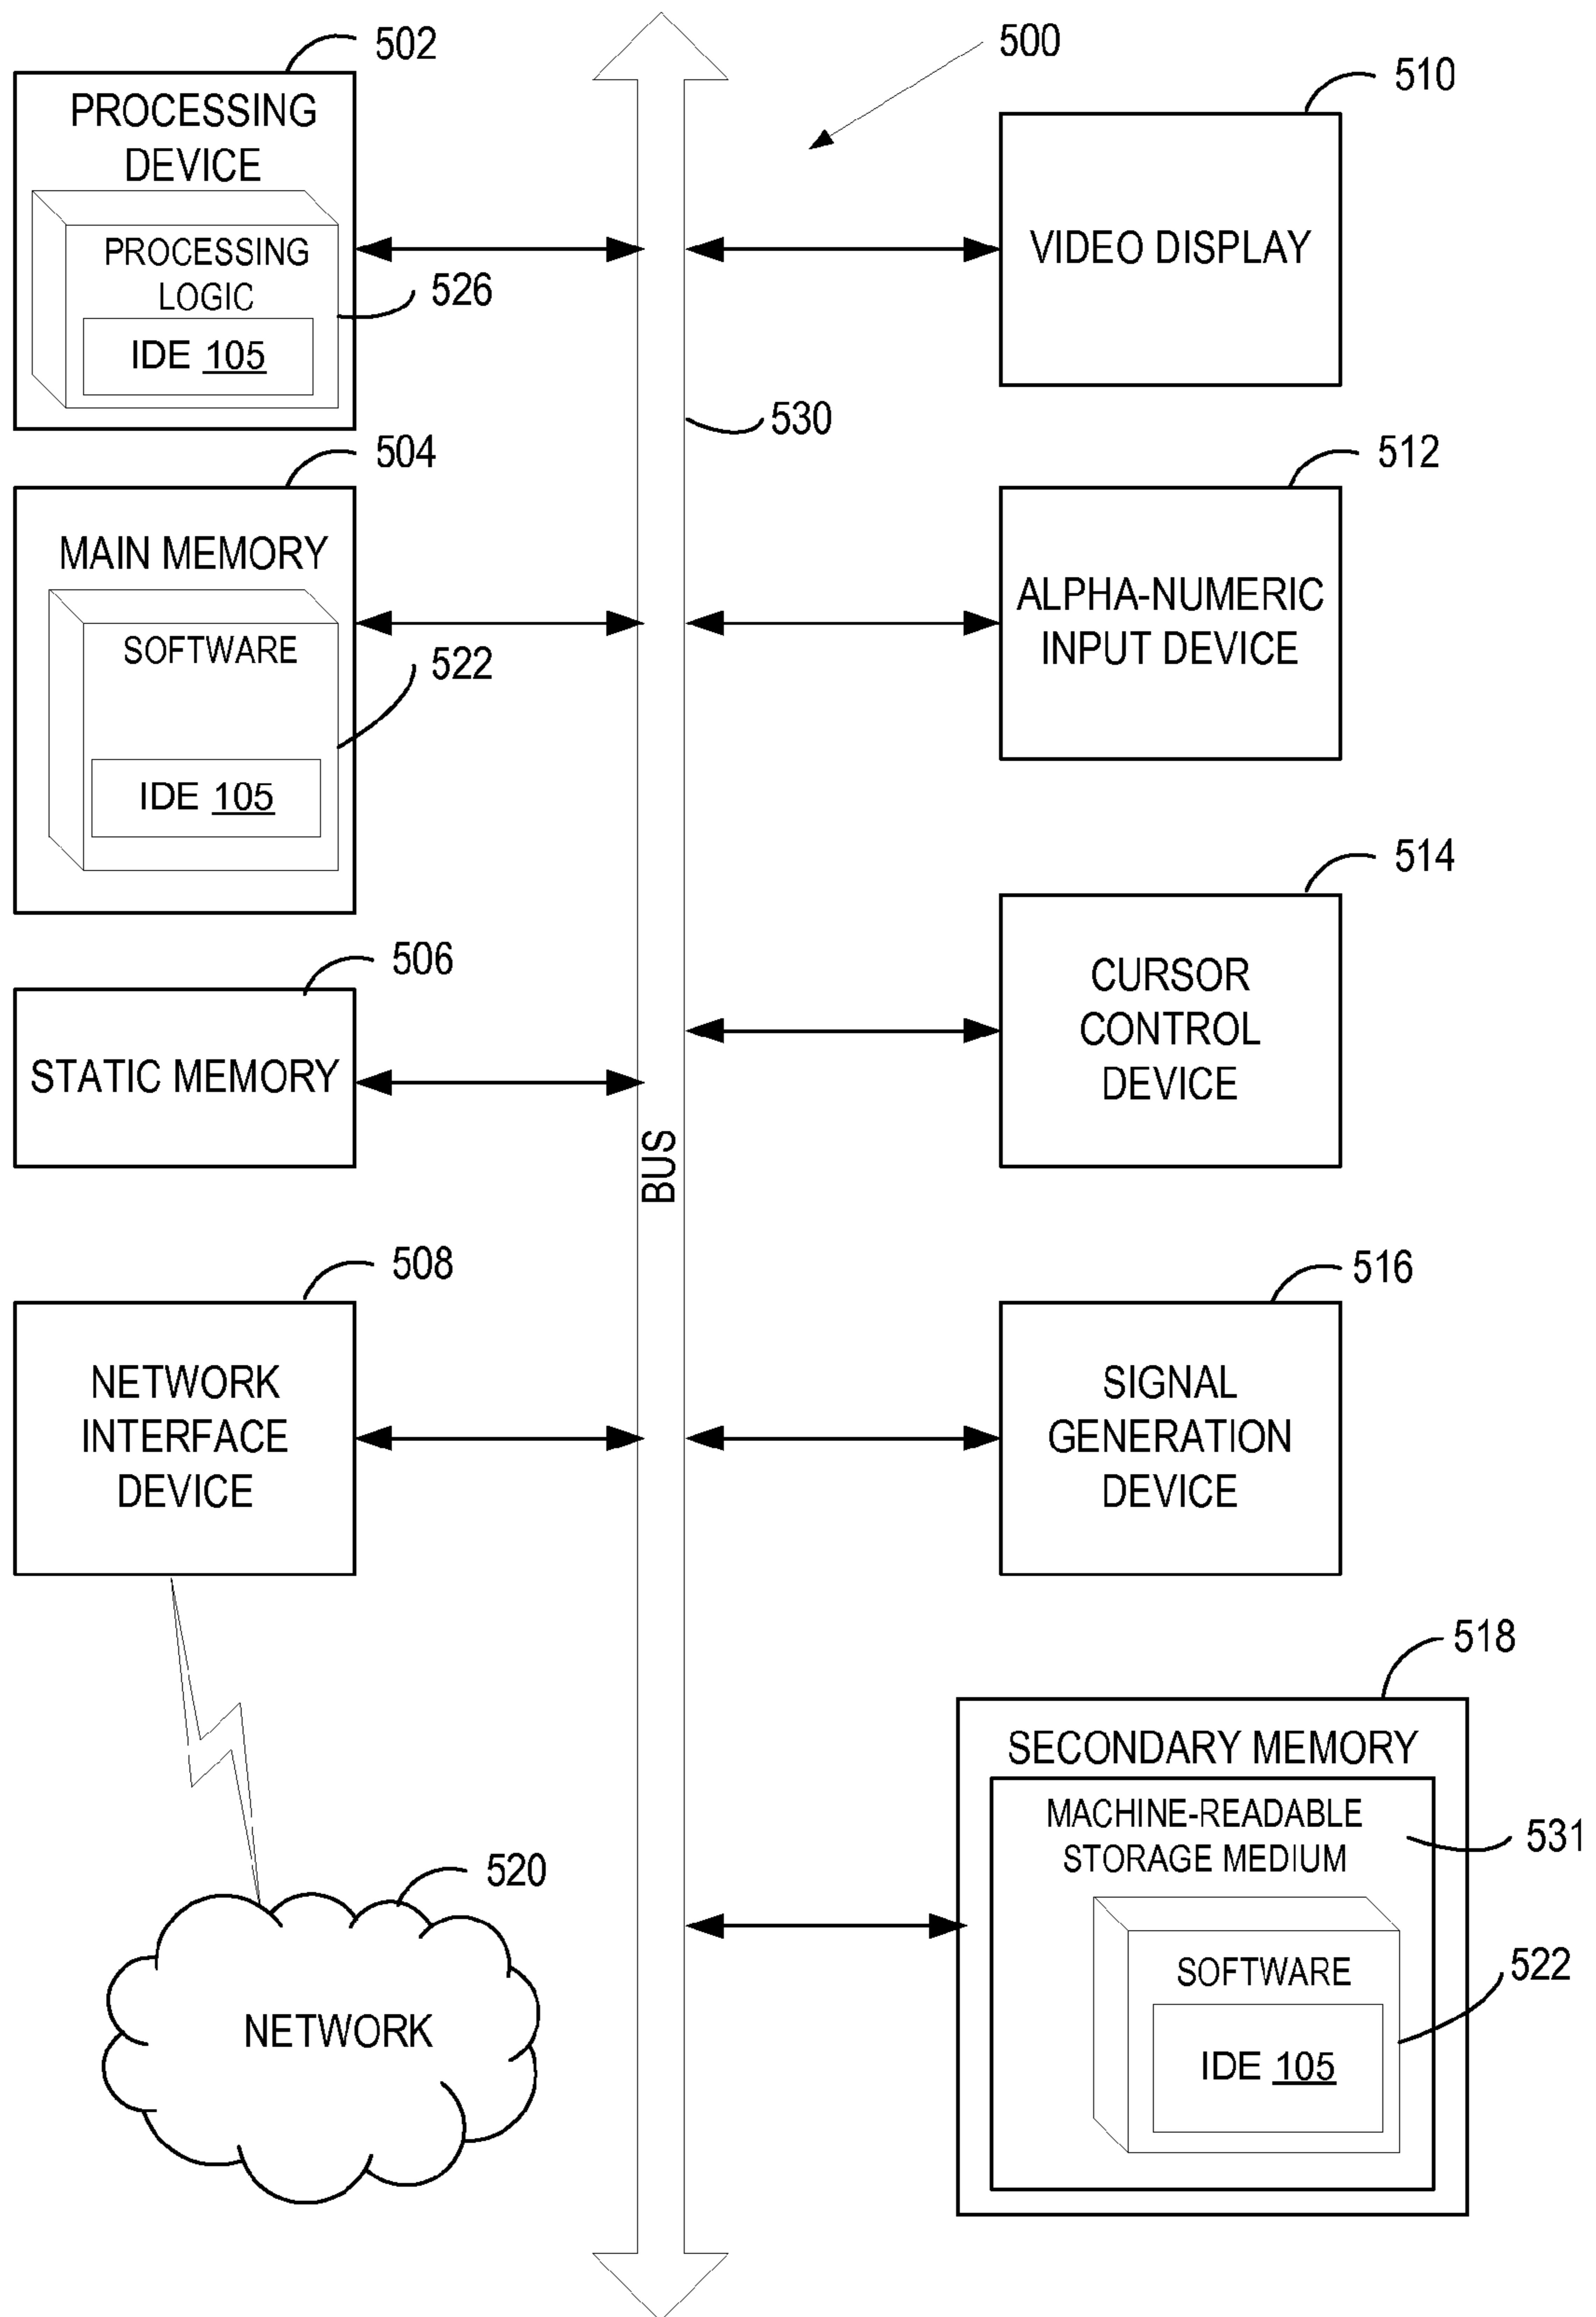 502
PROCESSING
DEVICE
PROCESSING
LOGIC
526
IDE 105
504
MAIN MEMORY
SOFTWARE
522
IDE 105
506
STATIC MEMORY
508
NETWORK
INTERFACE
DEVICE
520
NETWORK
BUS
530
500
510
VIDEO DISPLAY
512
ALPHA-NUMERIC
INPUT DEVICE
514
CURSOR
CONTROL
DEVICE
516
SIGNAL
GENERATION
DEVICE
518
SECONDARY MEMORY
MACHINE-READABLE
STORAGE MEDIUM
531
SOFTWARE
522
IDE 105